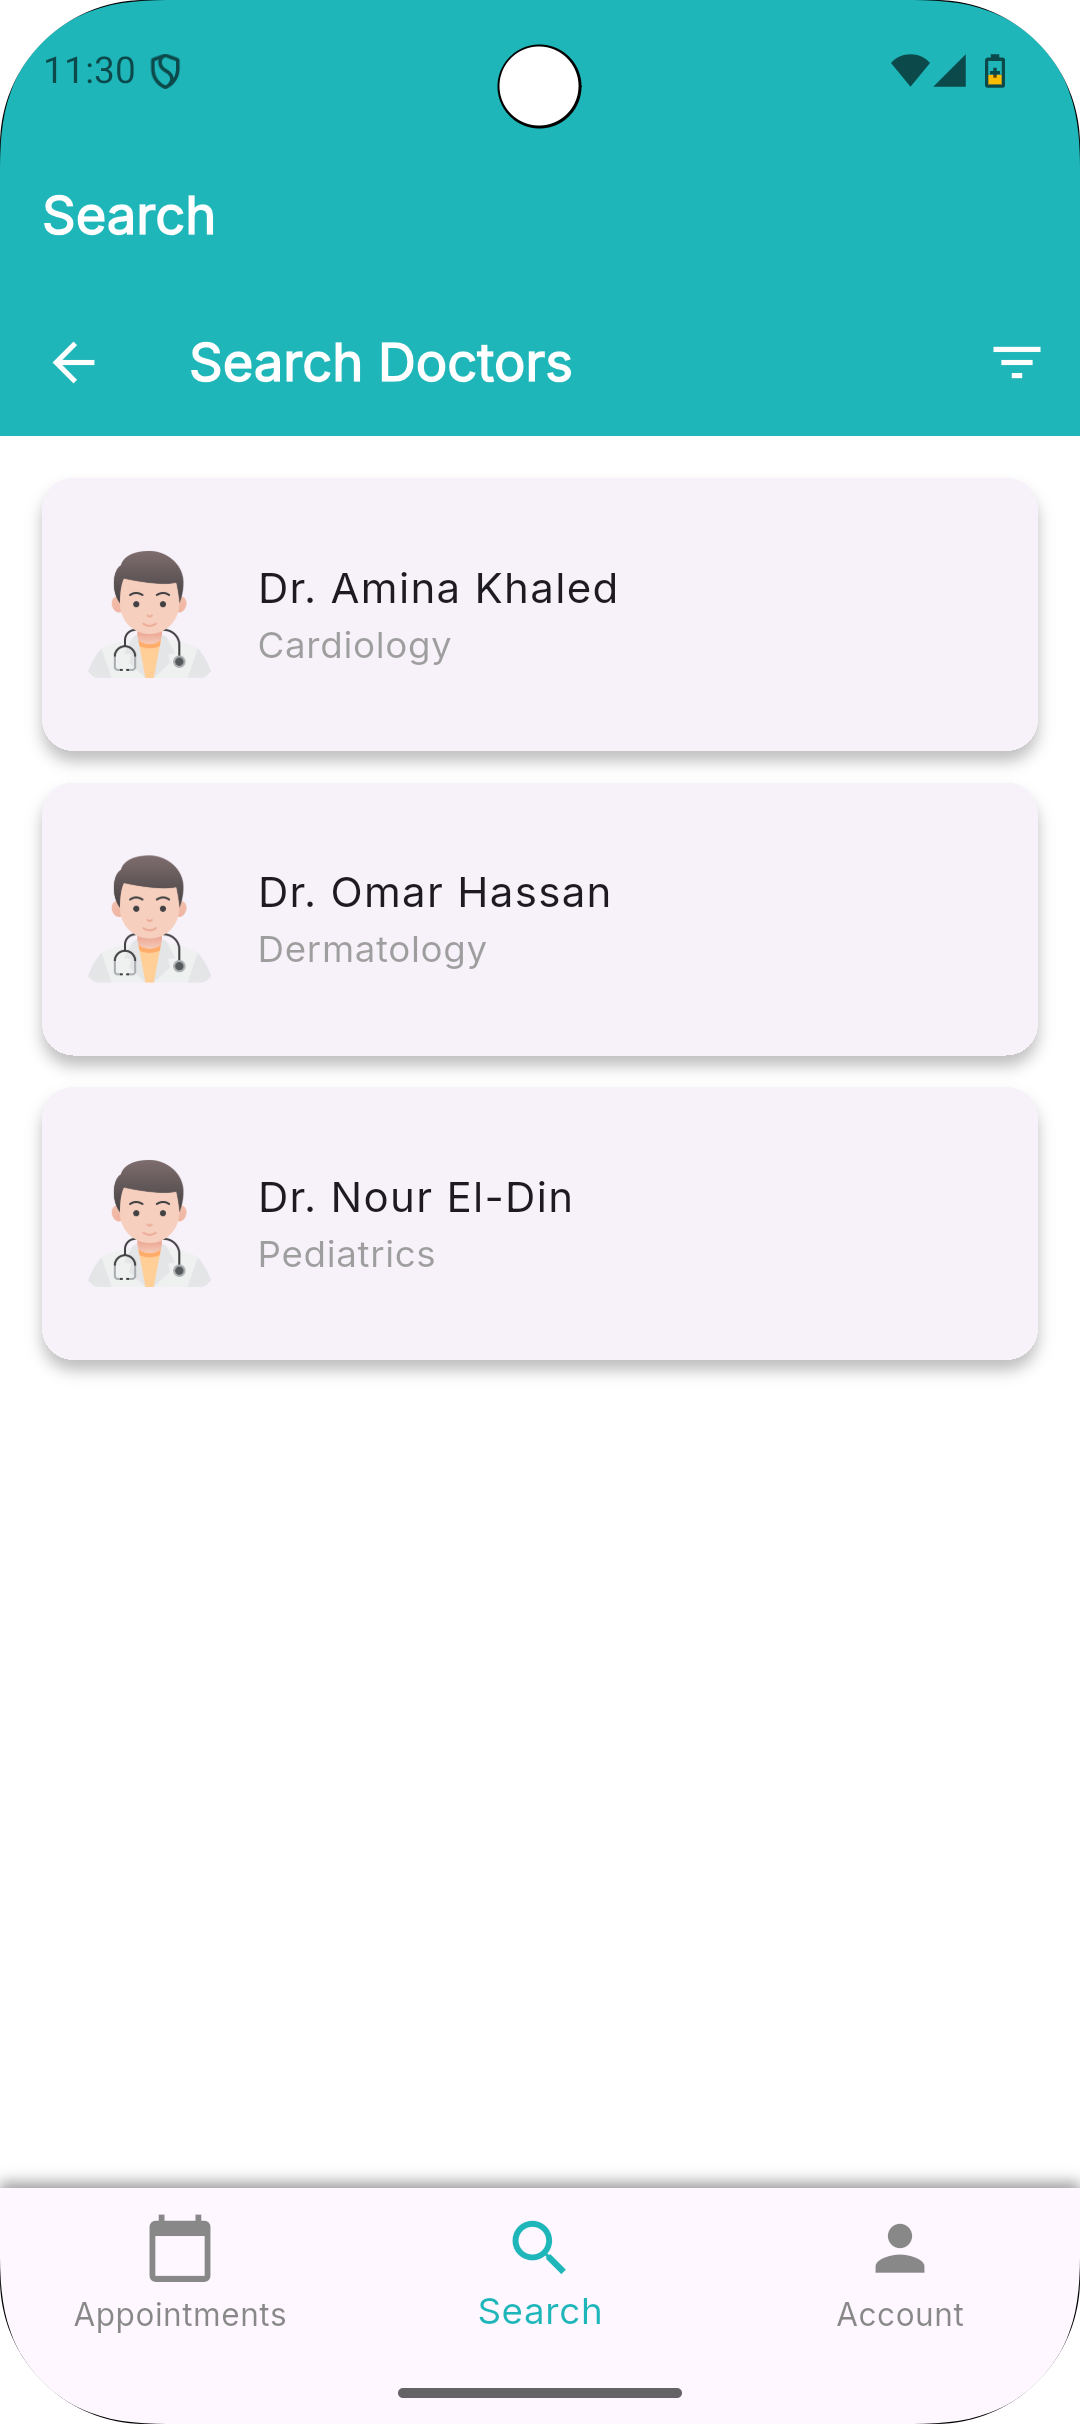 11:30
Search
Search Doctors
Dr. Amina Khaled
Cardiology
Dr. Omar Hassan
Dermatology
Dr. Nour El-Din
Pediatrics
Appointments
Search
Account